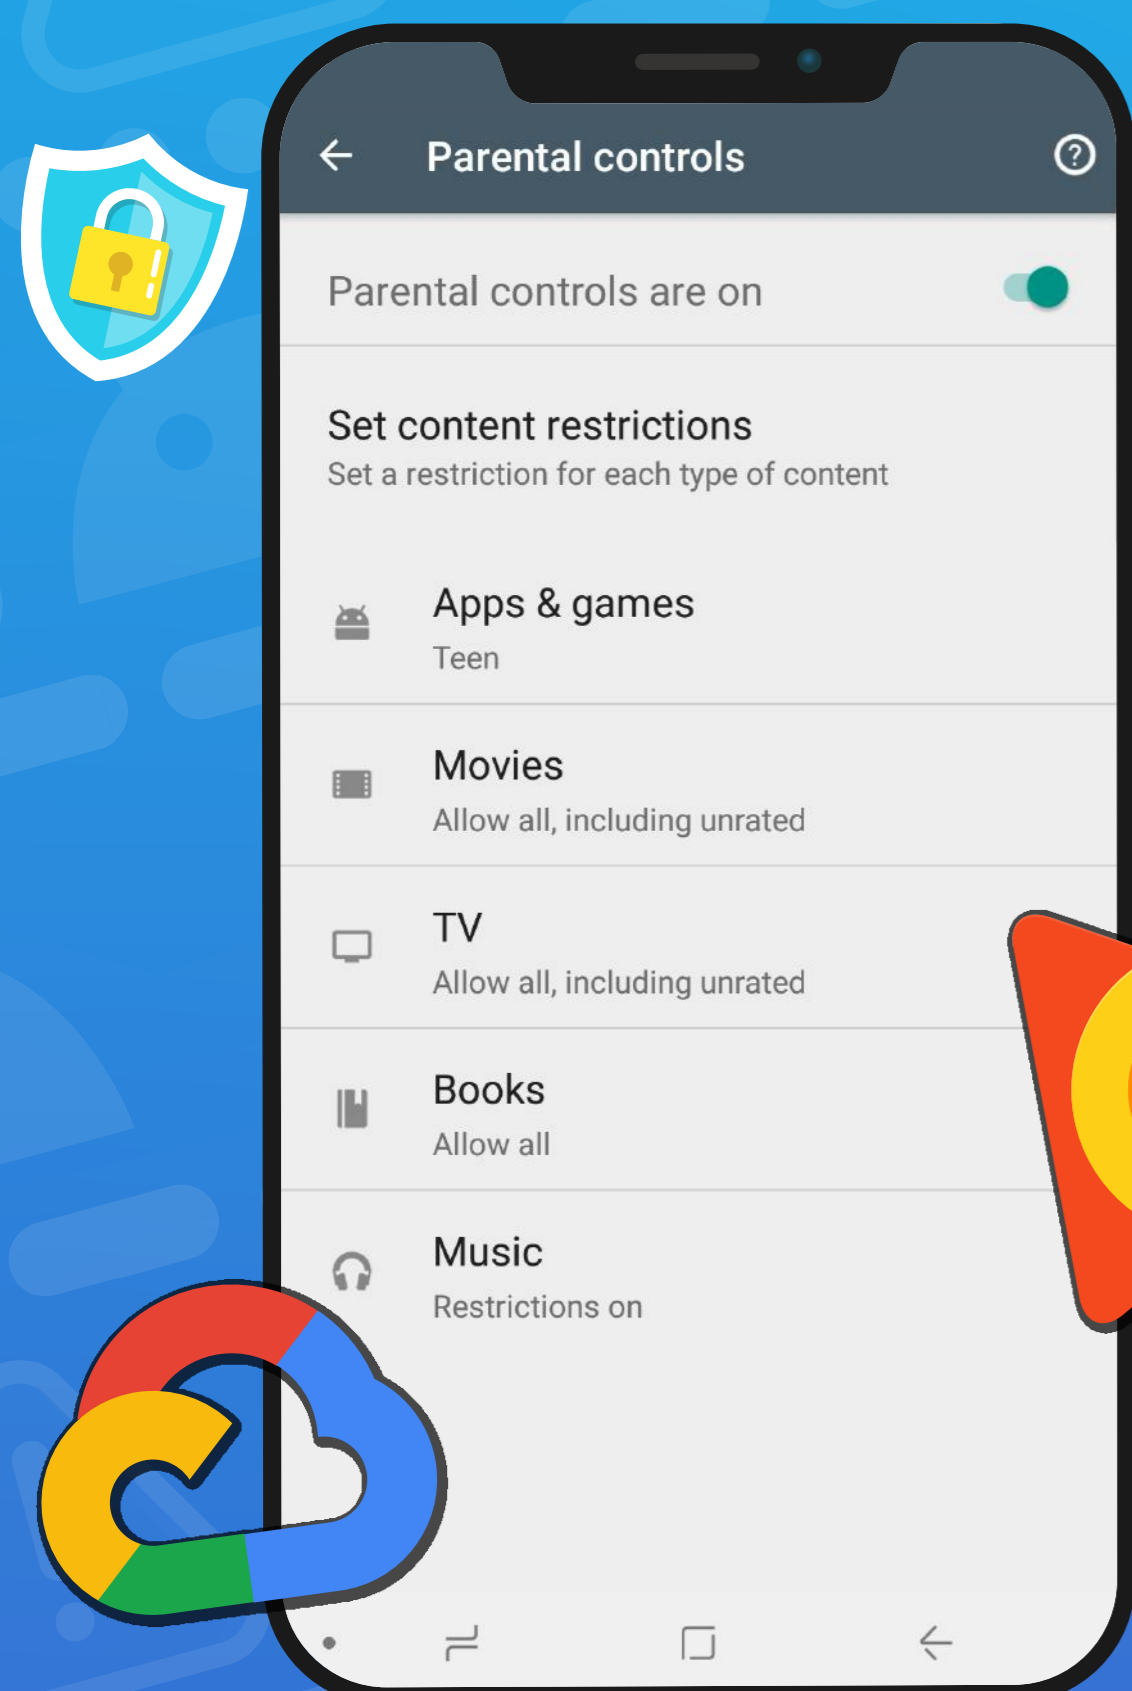 Parental controls
Parental controls are on
Set content restrictions
Set a restriction for each type of content
Apps & games
Teen
Movies
Allow all, including unrated
TV
Allow all, including unrated
Books
Allow all
Music
Restrictions on